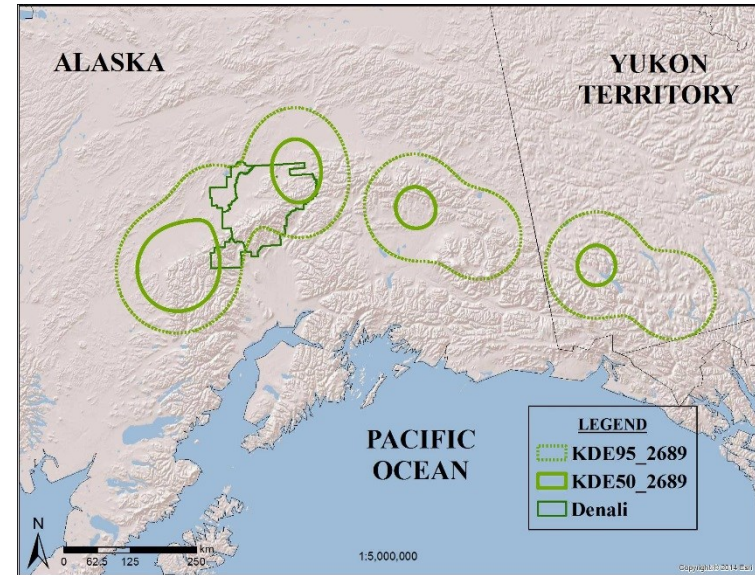 ALASKA
YUKON
TERRITORY
PACIFIC
OCEAN
LEGEND
KDE95_2689
KDE50_2689
Denali
N
km
0 62.5 125 250
1:5,000,000
Copyright:© 2014 Esri